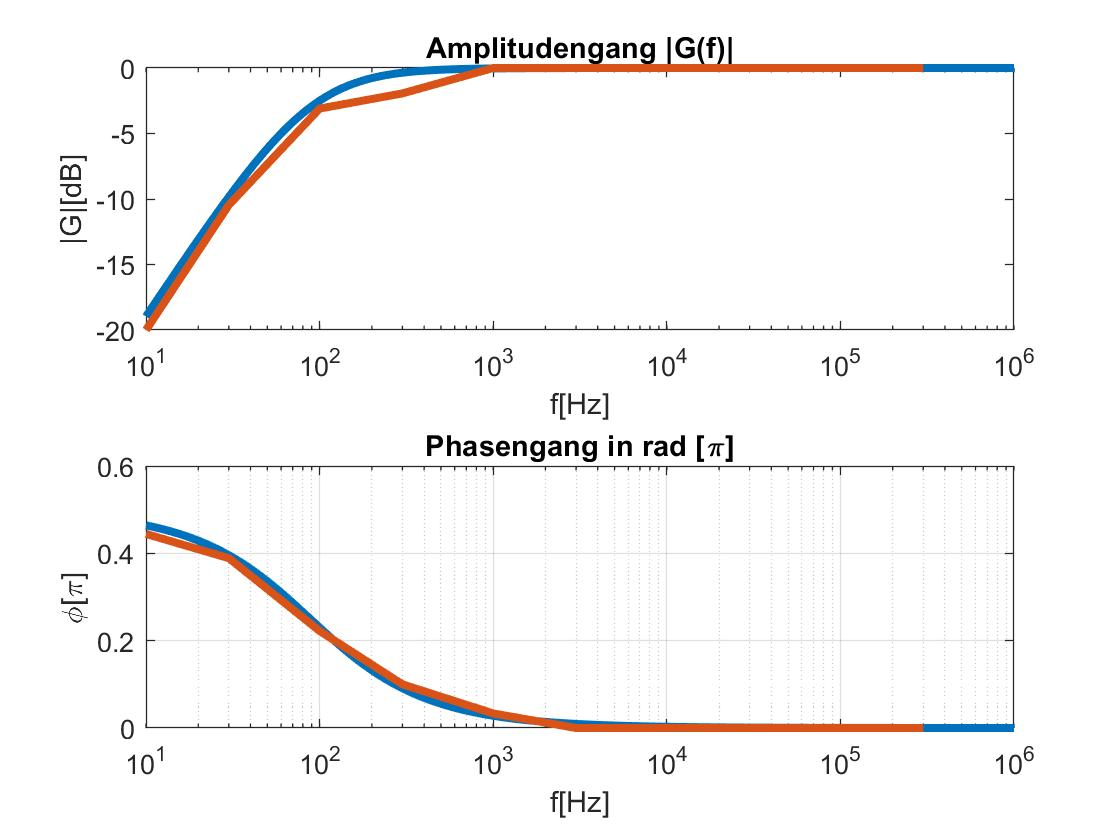 Amplitudengang |G(f)|
|G|[dB]
0
-5
-10
-15
-20
10^1 10^2 10^3 10^4 10^5 10^6
f[Hz]
Phasengang in rad [π]
ϕ[π]
0.6
0.4
0.2
0
10^1 10^2 10^3 10^4 10^5 10^6
f[Hz]